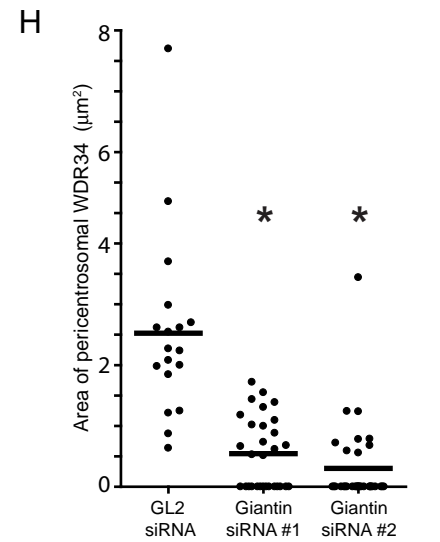 H
Area of pericentrosomal WDR34 (μm²)
8
6
4
2
0
*
*
GL2
siRNA
Giantin
siRNA #1
Giantin
siRNA #2